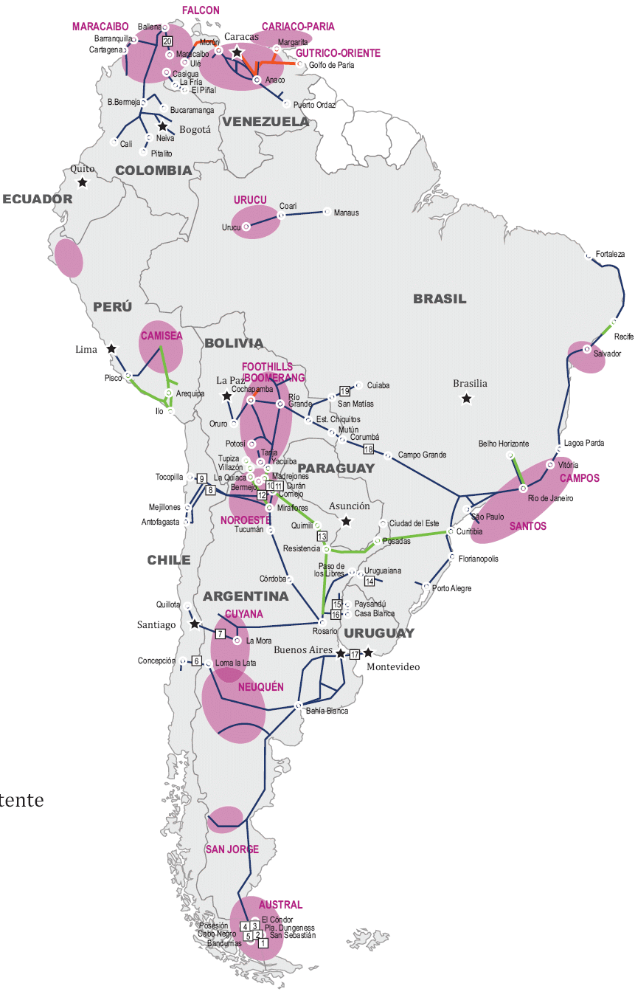 FALCON
MARACAIBO
CARIACO-PARIA
Ballena
Caracas
Barranquilla
20
Morón
Margarita
Cartagena
Maracaibo
GUTRICO-ORIENTE
Ulé
Golfo de Paria
Casigua
Anaco
La Fría
El Piñal
B.Bermeja
Puerto Ordaz
Bucaramanga
VENEZUELA
Bogotá
Neiva
Cali
Pitalito
Quito
COLOMBIA
ECUADOR
URUCU
Coari
Manaus
Urucu
Fortaleza
PERÚ
BRASIL
CAMISEA
BOLIVIA
Recife
Lima
Salvador
FOOTHILLS
/BOOMERANG
Pisco
La Paz
Cochapamba
Brasilia
Cuiaba
19
Arequipa
Río
Grande
San Matías
Ilo
Oruro
Est. Chiquitos
Mutún
Corumbá
Potosí
18
Belho Horizonte
Lagoa Parda
Tarija
Campo Grande
Tupiza
Villazón
Yacuiba
PARAGUAY
Vitória
Tocopilla
9
La Quiaca
Madrejones
CAMPOS
8
Bermejo
10
11
Durán
12
Cornejo
Rio de Janeiro
Mejillones
Miraflores
Asunción
São Paulo
Antofagasta
NOROESTE
Tucumán
Quimili
Ciudad del Este
SANTOS
13
Curitibia
Posadas
Resistencia
CHILE
Florianopolis
Paso de
los Libres
Uruguaiana
14
Córdoba
Porto Alegre
ARGENTINA
Quillota
15
Paysandú
CUYANA
16
Casa Blanca
Santiago
7
Rosario
URUGUAY
La Mora
Buenos Aires
17
Concepción
6
Loma la Lata
Montevideo
NEUQUÉN
Bahía Blanca
tente
SAN JORGE
AUSTRAL
El Cóndor
Posesión
4
3
Pta. Dungeness
Cabo Negro
5
2
San Sebastián
Bandurrias
1